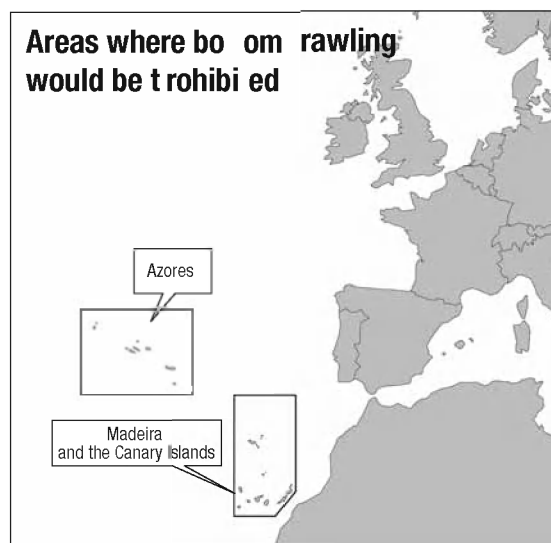 Areas where bo om rawling
would be t rohibi ed
Azores
Madeira
and the Canary Islands